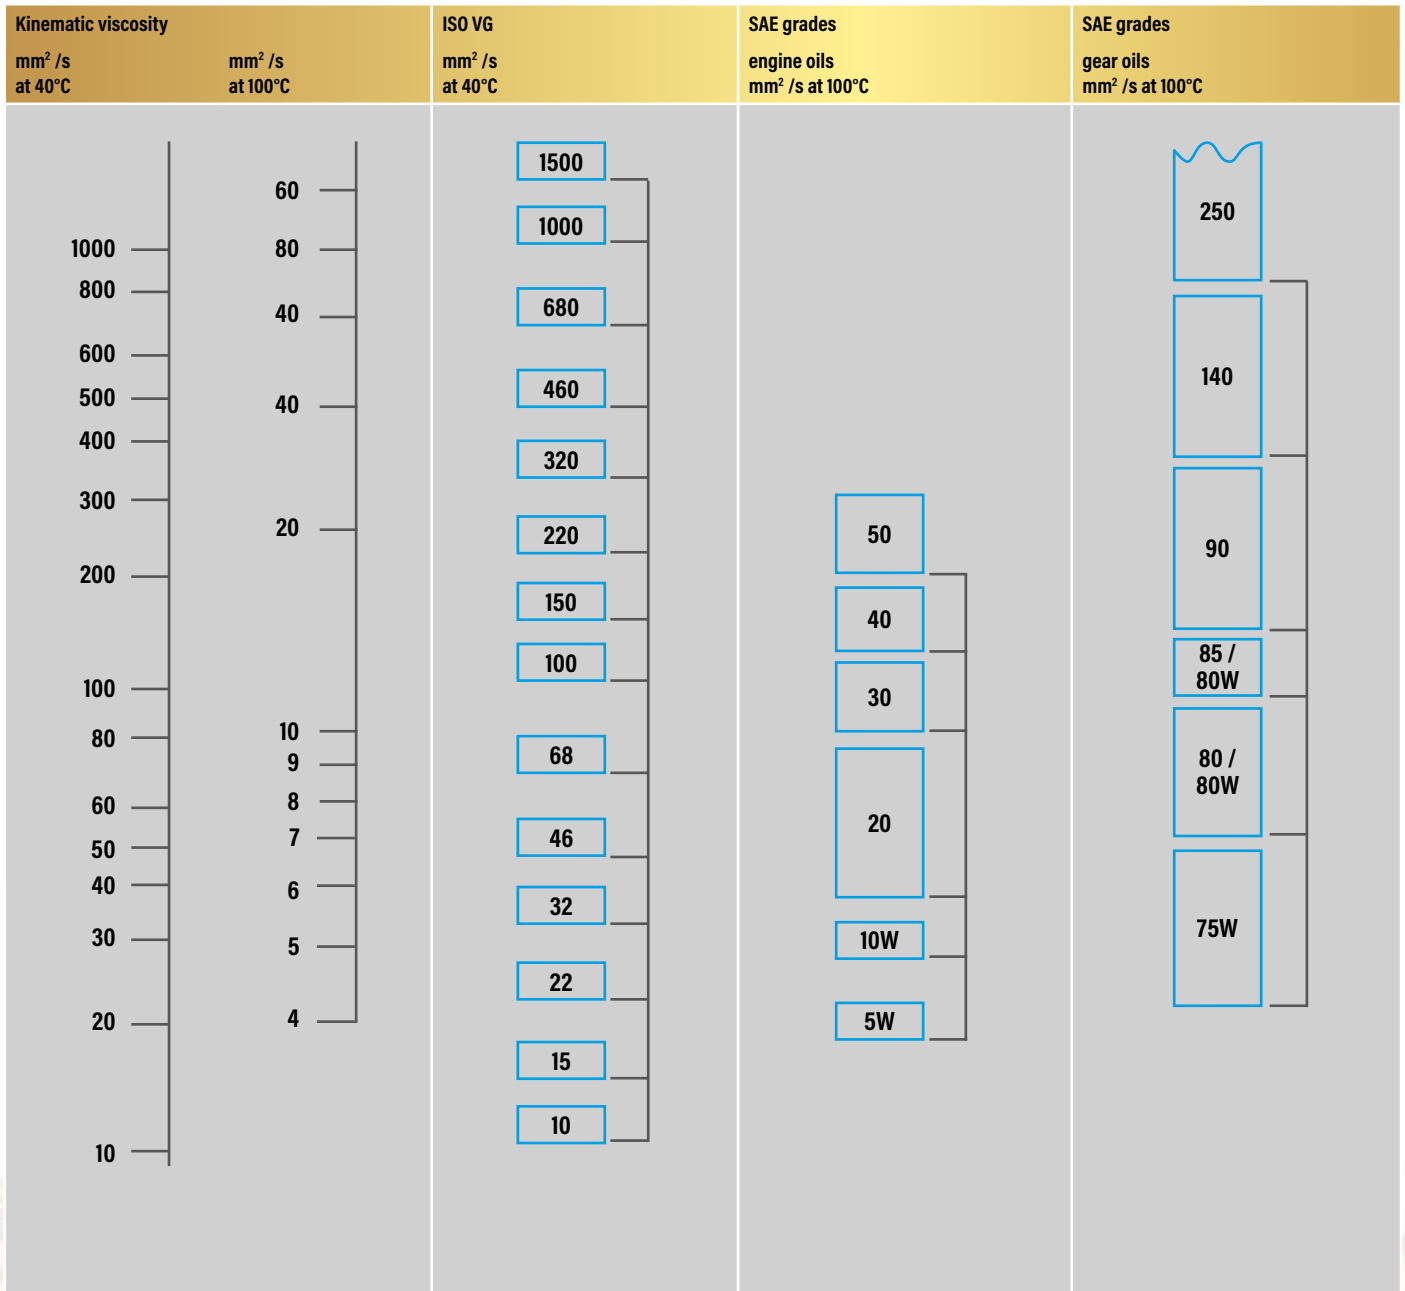 Kinematic viscosity
mm² /s
at 40°C
mm² /s
at 100°C
ISO VG
mm² /s
at 40°C
SAE grades
engine oils
mm² /s at 100°C
SAE grades
gear oils
mm² /s at 100°C
1000
800
600
500
400
300
200
100
80
60
50
40
30
20
10
60
80
40
40
20
10
9
8
7
6
5
4
1500
1000
680
460
320
220
150
100
68
46
32
22
15
10
50
40
30
20
10W
5W
250
140
90
85 /
80W
80 /
80W
75W